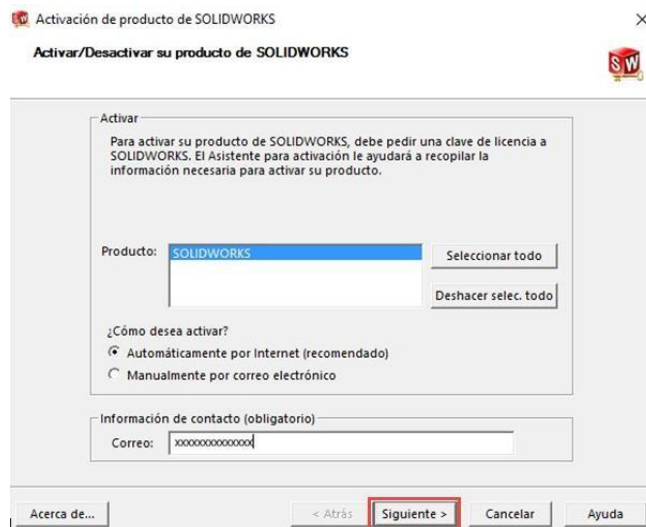 Activación de producto de SOLIDWORKS
Activar/Desactivar su producto de SOLIDWORKS
SW
Activar
Para activar su producto de SOLIDWORKS, debe pedir una clave de licencia a
SOLIDWORKS. El Asistente para activación le ayudará a recopilar la
información necesaria para activar su producto.
Producto: SOLIDWORKS
Seleccionar todo
Deshacer selec. todo
¿Cómo desea activar?
Automáticamente por Internet (recomendado)
Manualmente por correo electrónico
Información de contacto (obligatorio)
Correo: xxxxxxxxxxxxxx
Acerca de... < Atrás Siguiente > Cancelar Ayuda